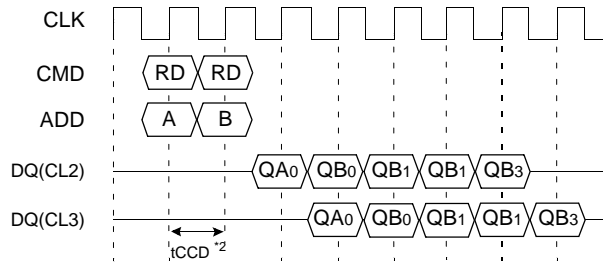 CLK
CMD RD RD
ADD A B
DQ(CL2) QA0 QB0 QB1 QB1 QB3
DQ(CL3) QA0 QB0 QB1 QB1 QB3
tCCD *2